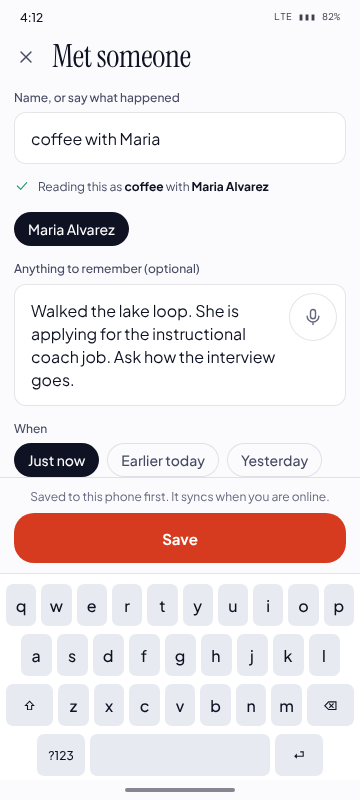 4:12
LTE 82%
Met someone
Name, or say what happened
coffee with Maria
Reading this as coffee with Maria Alvarez
Maria Alvarez
Anything to remember (optional)
Walked the lake loop. She is
applying for the instructional
coach job. Ask how the interview
goes.
When
Just now Earlier today Yesterday
Saved to this phone first. It syncs when you are online.
Save
q w e r t y u i o p
a s d f g h j k l
z x c v b n m
?123